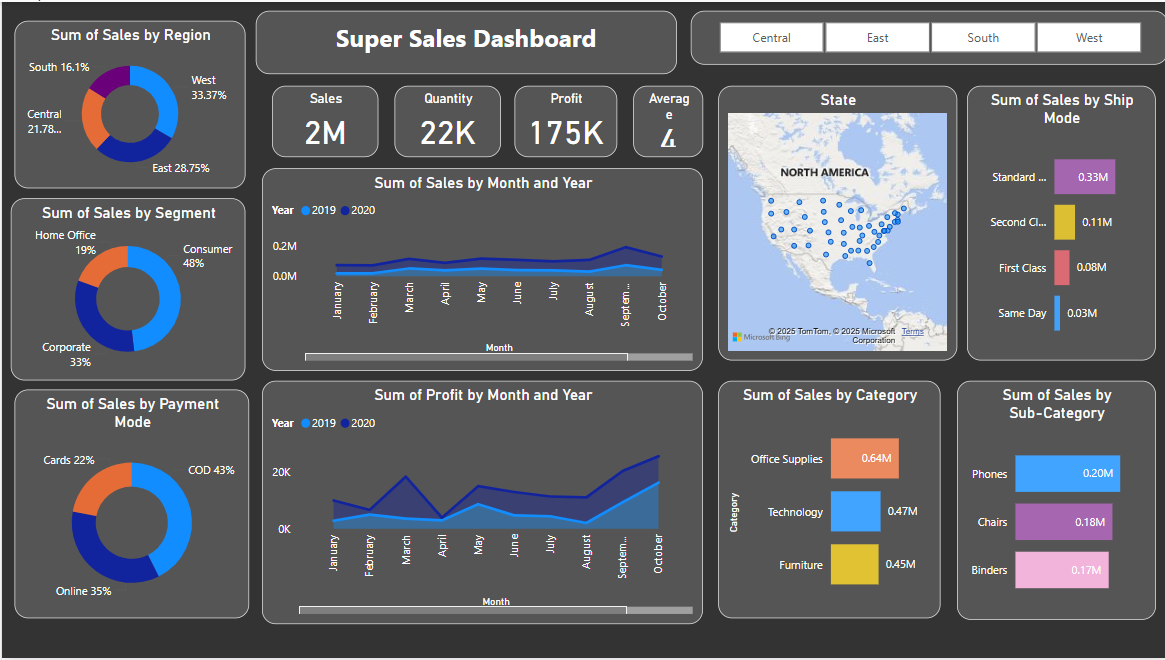 Super Sales Dashboard
Central
East
South
West
Sum of Sales by Region
South 16.1%
West
33.37%
Central
21.78...
East 28.75%
Sales
2M
Quantity
22K
Profit
175K
Averag
e
4
State
NORTH AMERICA
Microsoft Bing
© 2025 TomTom, © 2025 Microsoft
Corporation
Terms
Sum of Sales by Ship
Mode
Standard ...
0.33M
Second Cl...
0.11M
First Class
0.08M
Same Day
0.03M
Sum of Sales by Segment
Home Office
19%
Consumer
48%
Corporate
33%
Sum of Sales by Month and Year
Year
2019
2020
0.2M
0.0M
January
February
March
April
May
June
July
August
Septem...
October
Month
Sum of Sales by Payment
Mode
Cards 22%
COD 43%
Online 35%
Sum of Profit by Month and Year
Year
2019
2020
20K
0K
January
February
March
April
May
June
July
August
Septem...
October
Month
Sum of Sales by Category
Category
Office Supplies
0.64M
Technology
0.47M
Furniture
0.45M
Sum of Sales by
Sub-Category
Phones
0.20M
Chairs
0.18M
Binders
0.17M